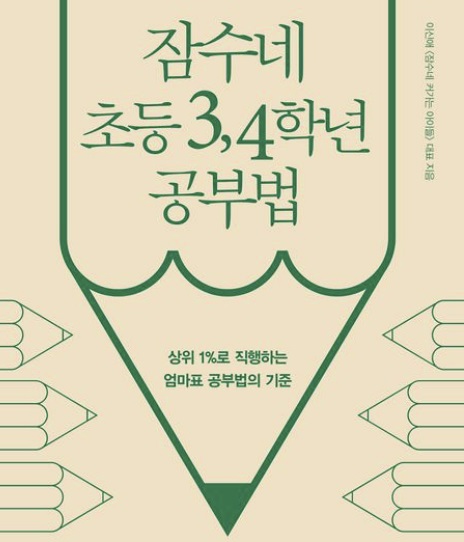 잠수네
초등 3,4학년
공부법
이신애 〈잠수네 커가는 아이들〉 대표 지음
상위 1%로 직행하는
엄마표 공부법의 기준